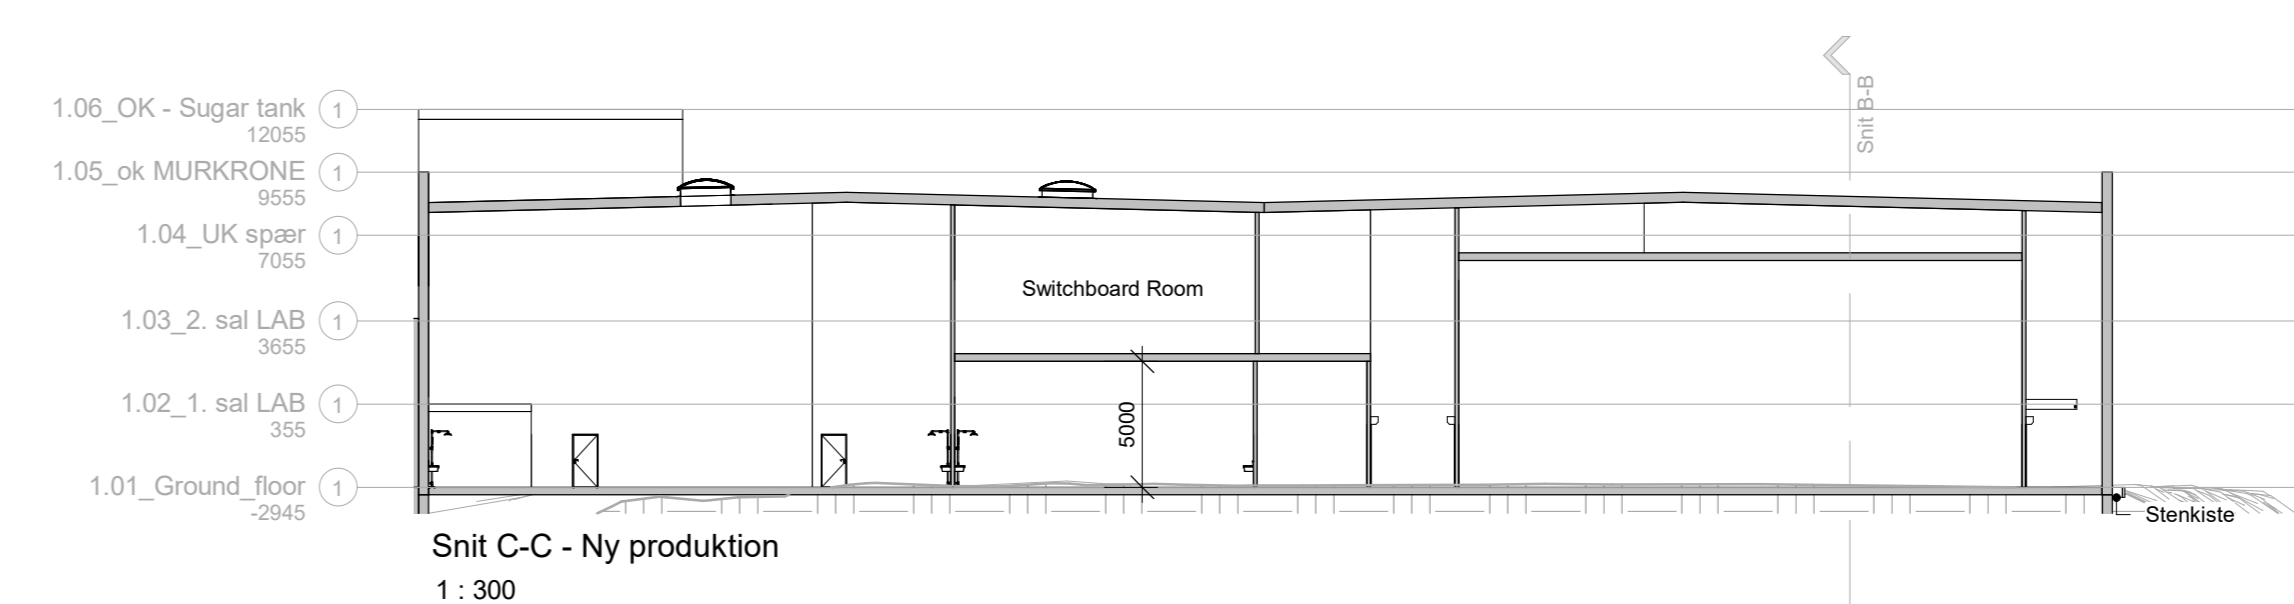 1.06_OK - Sugar tank
12055
1
1.05_ok MURKRONE
9555
1
1.04_UK spær
7055
1
1.03_2. sal LAB
3655
1
1.02_1. sal LAB
355
1
1.01_Ground_floor
-2945
1
Snit B-B
Switchboard Room
5000
Stenkiste
Snit C-C - Ny produktion
1 : 300